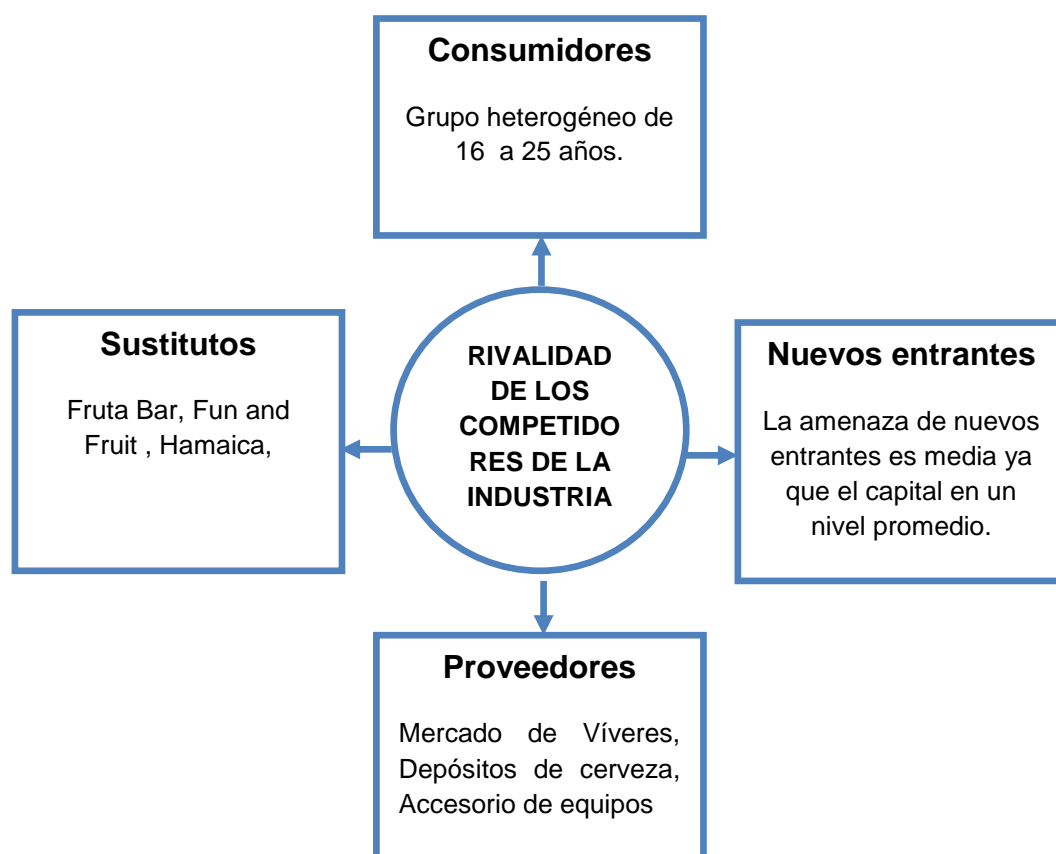 Consumidores
Grupo heterogéneo de
16 a 25 años.
Sustitutos
Fruta Bar, Fun and
Fruit , Hamaica,
RIVALIDAD
DE LOS
COMPETIDO
RES DE LA
INDUSTRIA
Nuevos entrantes
La amenaza de nuevos
entrantes es media ya
que el capital en un
nivel promedio.
Proveedores
Mercado de Víveres,
Depósitos de cerveza,
Accesorio de equipos